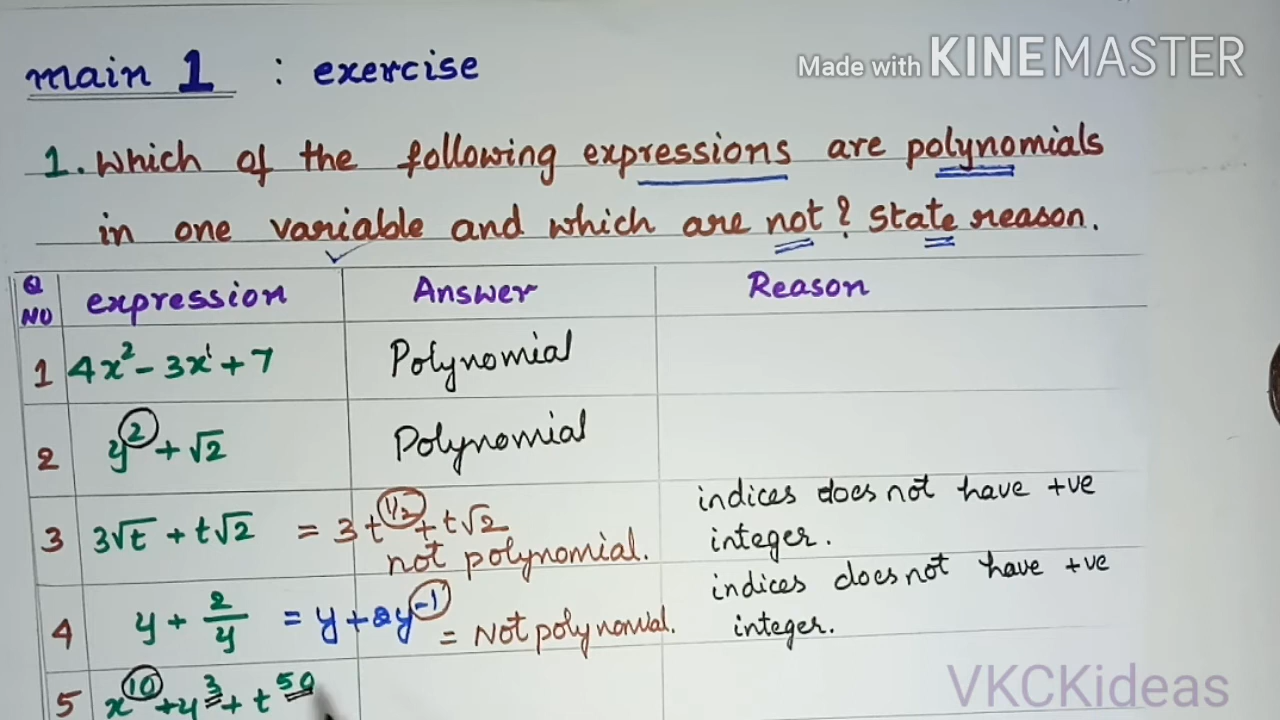 Made with KINEMASTER
main 1 : exercise
1. Which of the following expressions are polynomials
in one variable and which are not? State reason.
Q NO expression Answer Reason
1 4x² - 3x¹ + 7 Polynomial
2 y² + √2 Polynomial
3 3√t + t√2 = 3t^1/2 + t√2 not polynomial. indices does not have +ve integer.
4 y + 2/y = y + 2y⁻¹ = Not polynomial. indices does not have +ve integer.
5 x¹⁰ + y³ + t⁵⁰
VKCKideas